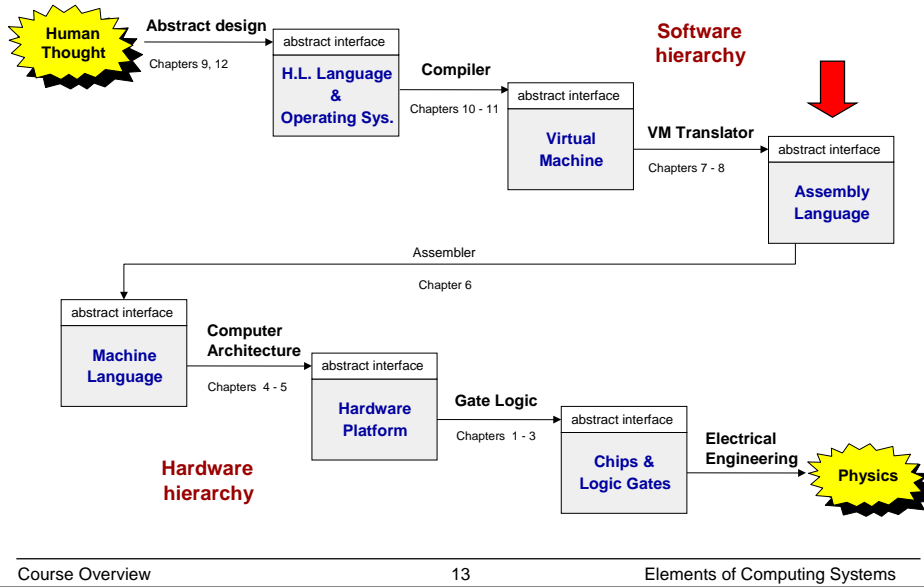 Human
Thought
Abstract design
Chapters 9, 12
abstract interface
H.L. Language
&
Operating Sys.
Compiler
Chapters 10 - 11
Software
hierarchy
abstract interface
Virtual
Machine
VM Translator
Chapters 7 - 8
abstract interface
Assembly
Language
Assembler
Chapter 6
abstract interface
Machine
Language
Computer
Architecture
Chapters 4 - 5
abstract interface
Hardware
Platform
Gate Logic
Chapters 1 - 3
abstract interface
Chips &
Logic Gates
Electrical
Engineering
Physics
Hardware
hierarchy
Course Overview 13 Elements of Computing Systems